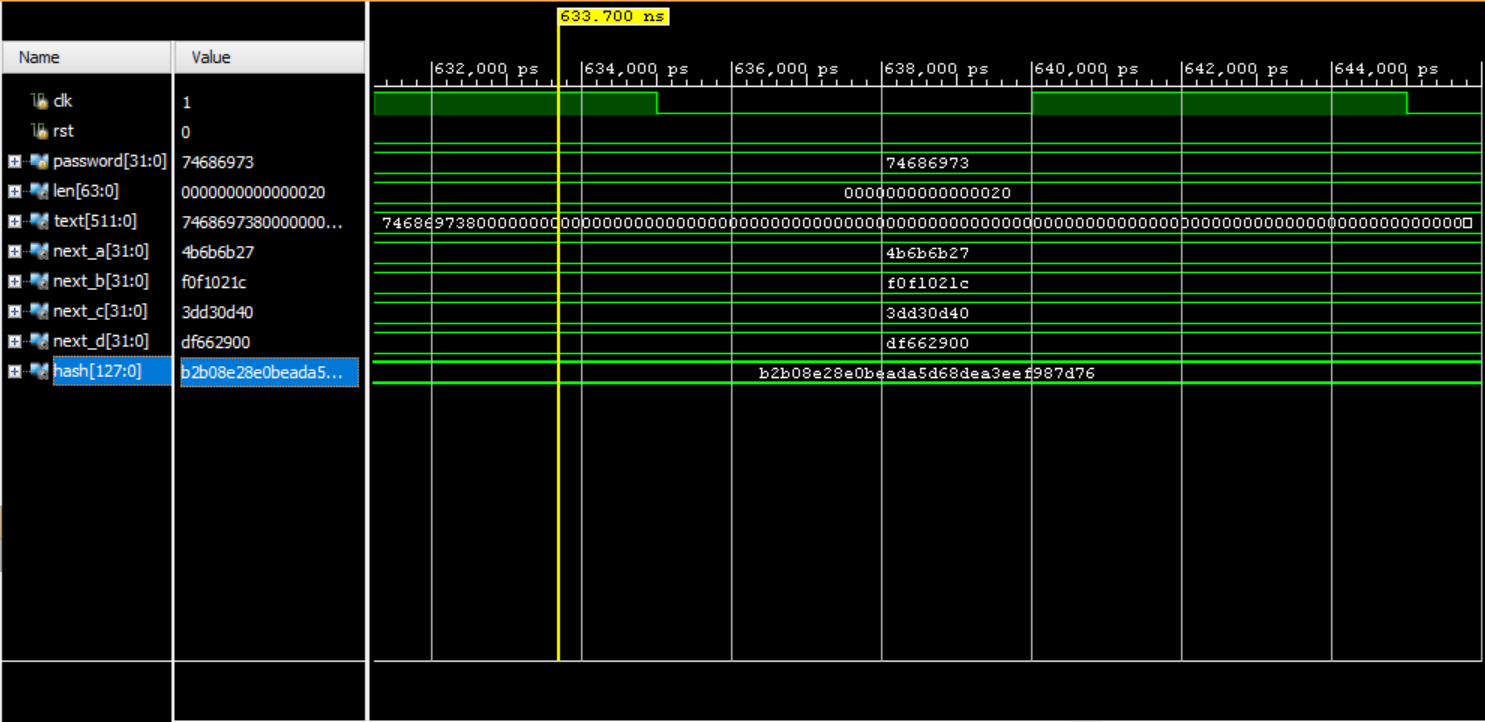 633.700 ns
Name Value
632,000 ps 634,000 ps 636,000 ps 638,000 ps 640,000 ps 642,000 ps 644,000 ps
clk 1
rst 0
password[31:0] 74686973 74686973
len[63:0] 0000000000000020 0000000000000020
text[511:0] 7468697380000000... 7468697380000000000000000000000000000000000000000000000000000000000000000000000000000000000000000000
next_a[31:0] 4b6b6b27 4b6b6b27
next_b[31:0] f0f1021c f0f1021c
next_c[31:0] 3dd30d40 3dd30d40
next_d[31:0] df662900 df662900
hash[127:0] b2b08e28e0beada5... b2b08e28e0beada5d68dea3eef987d76